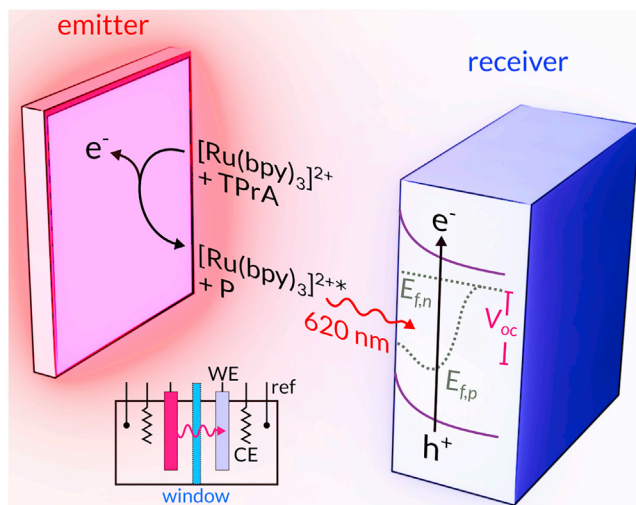 emitter
receiver
e⁻
[Ru(bpy)₃]²⁺
+ TPrA
[Ru(bpy)₃]²⁺*
+ P
620 nm
e⁻
E_f,n
V_oc
E_f,p
h⁺
WE
ref
CE
window